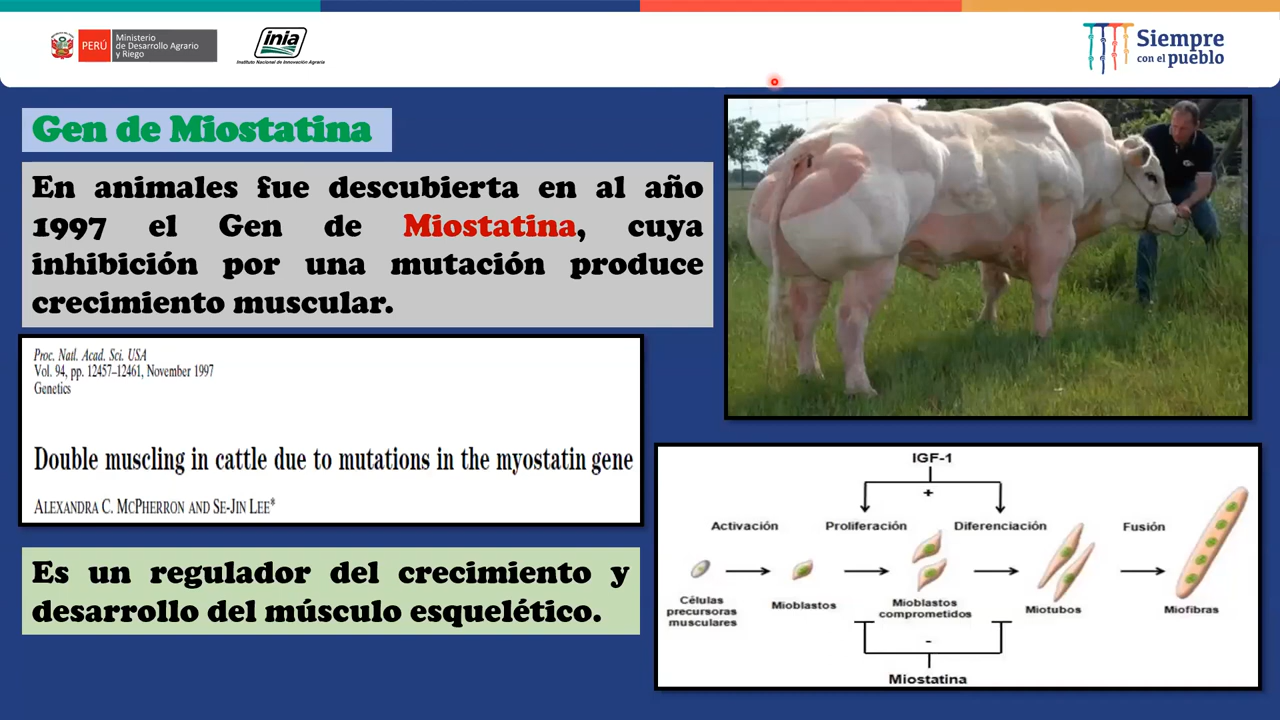 PERÚ
Ministerio
de Desarrollo Agrario
y Riego
inia
Instituto Nacional de Innovación Agraria
Siempre
con el pueblo
Gen de Miostatina
En animales fue descubierta en al año
1997 el Gen de Miostatina, cuya
inhibición por una mutación produce
crecimiento muscular.
Proc. Natl. Acad. Sci. USA
Vol. 94, pp. 12457–12461, November 1997
Genetics
Double muscling in cattle due to mutations in the myostatin gene
ALEXANDRA C. MCPHERRON AND SE-JIN LEE*
Es un regulador del crecimiento y
desarrollo del músculo esquelético.
IGF-1
+
Activación Proliferación Diferenciación Fusión
Células
precursoras
musculares
Mioblastos
Mioblastos
comprometidos
Miotubos
Miofibras
-
Miostatina